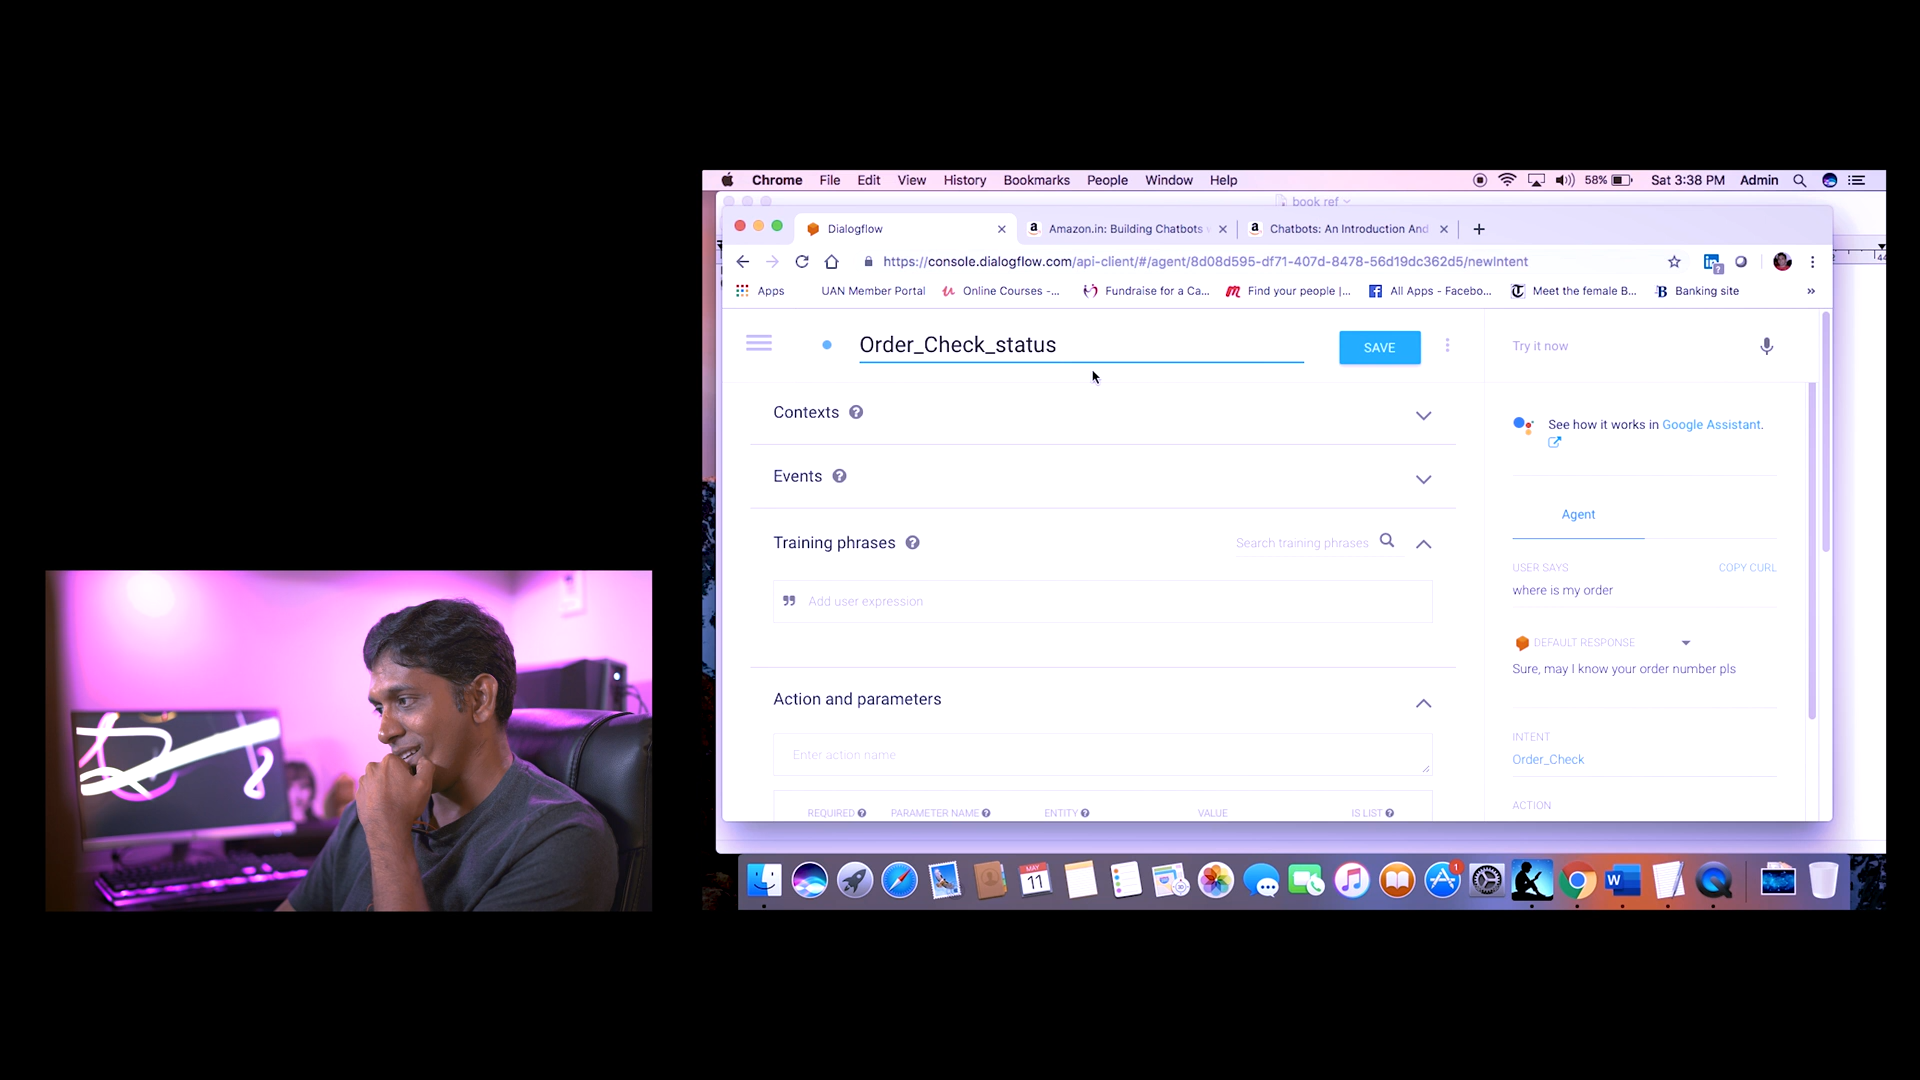 Chrome File Edit View History Bookmarks People Window Help 58% Sat 3:38 PM Admin
book ref
Dialogflow
Amazon.in: Building Chatbots
Chatbots: An Introduction And
https://console.dialogflow.com/api-client/#/agent/8d08d595-df71-407d-8478-56d19dc362d5/newIntent
Apps UAN Member Portal Online Courses -... Fundraise for a Ca... Find your people |... All Apps - Facebo... Meet the female B... Banking site »
Order_Check_status
SAVE
Try it now
Contexts
See how it works in Google Assistant.
Events
Agent
Training phrases
Search training phrases
USER SAYS
COPY CURL
where is my order
Add user expression
DEFAULT RESPONSE
Sure, may I know your order number pls
Action and parameters
INTENT
Order_Check
Enter action name
ACTION
REQUIRED PARAMETER NAME ENTITY VALUE IS LIST
MAY
11
1
W